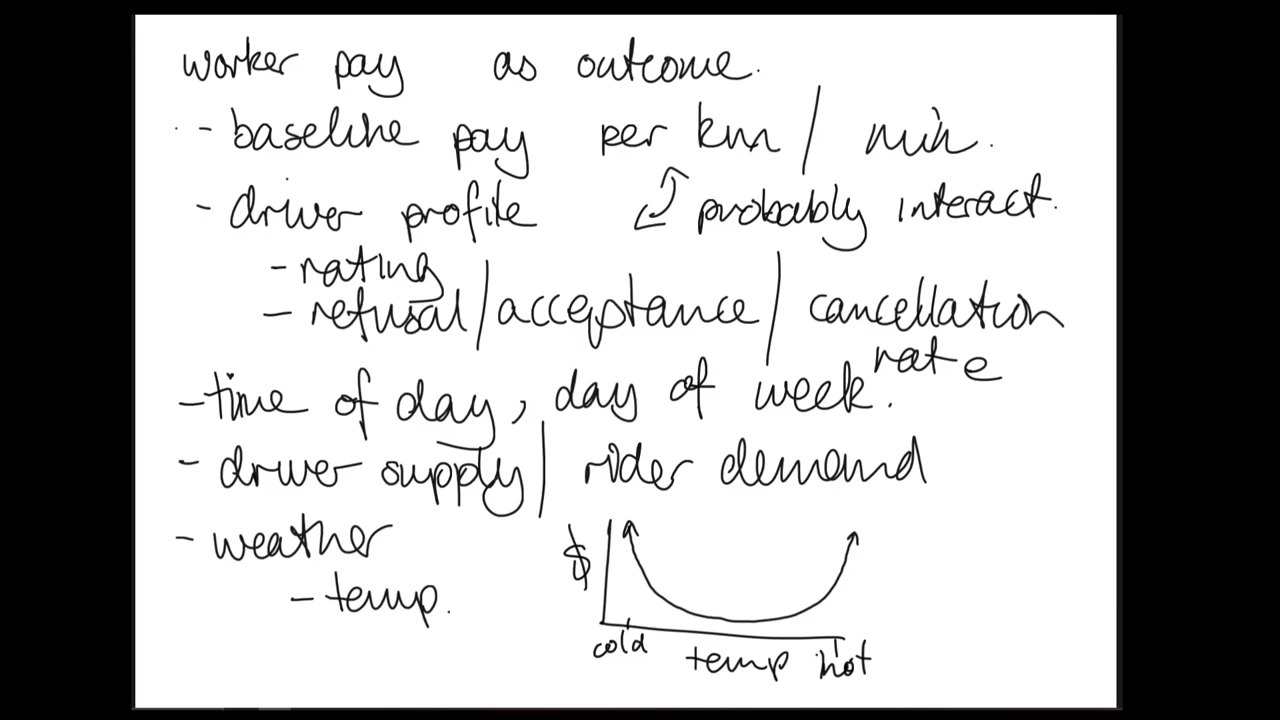 worker pay as outcome.
- baseline pay per km / min.
- driver profile probably interact.
- rating
- refusal / acceptance / cancellation rate
- time of day, day of week.
- driver supply / rider demand
- weather
- temp.
$
cold temp hot